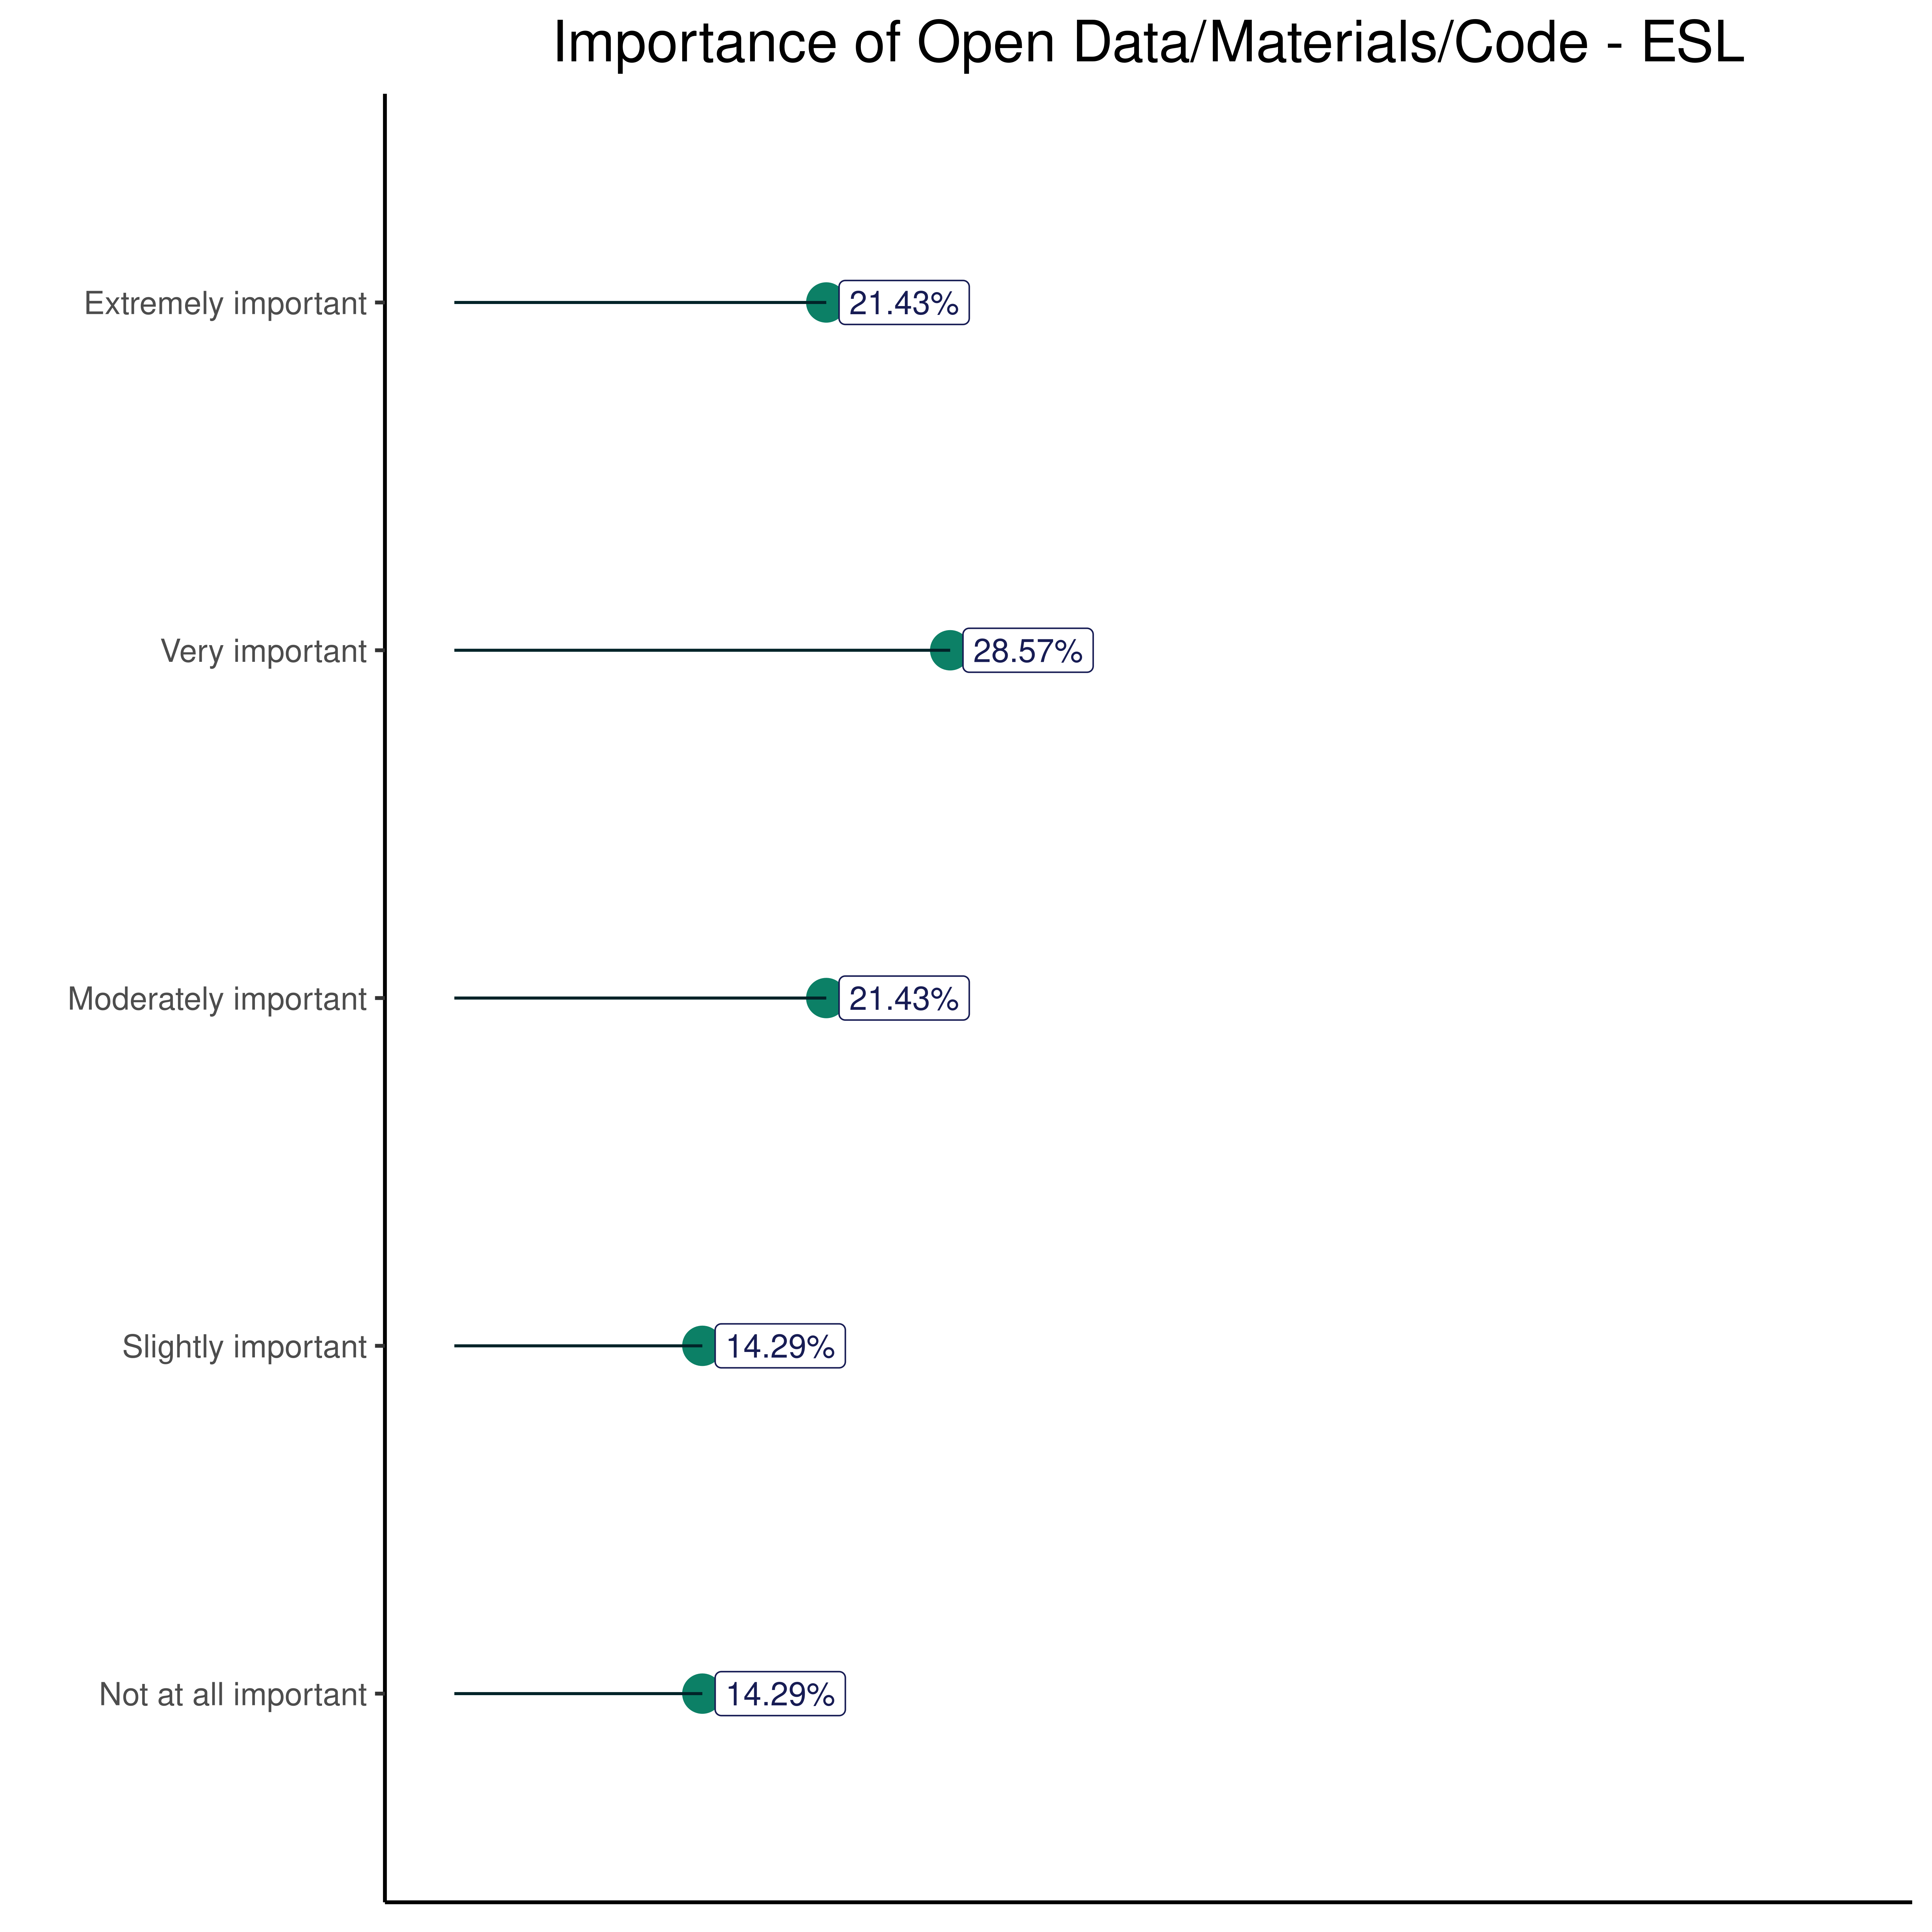 Importance of Open Data/Materials/Code - ESL
Extremely important
21.43%
Very important
28.57%
Moderately important
21.43%
Slightly important
14.29%
Not at all important
14.29%